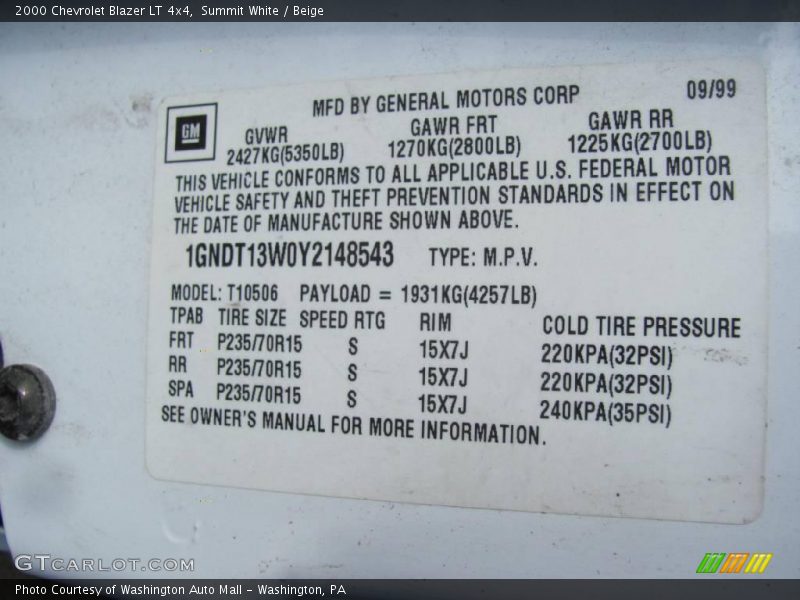 2000 Chevrolet Blazer LT 4x4, Summit White / Beige
09/99
MFD BY GENERAL MOTORS CORP
GM
GVWR GAWR FRT GAWR RR
2427KG(5350LB) 1270KG(2800LB) 1225KG(2700LB)
THIS VEHICLE CONFORMS TO ALL APPLICABLE U.S. FEDERAL MOTOR
VEHICLE SAFETY AND THEFT PREVENTION STANDARDS IN EFFECT ON
THE DATE OF MANUFACTURE SHOWN ABOVE.
1GNDT13W0Y2148543 TYPE: M.P.V.
MODEL: T10506 PAYLOAD = 1931KG(4257LB)
TPAB TIRE SIZE SPEED RTG RIM COLD TIRE PRESSURE
FRT P235/70R15 S 15X7J 220KPA(32PSI)
RR P235/70R15 S 15X7J 220KPA(32PSI)
SPA P235/70R15 S 15X7J 240KPA(35PSI)
SEE OWNER'S MANUAL FOR MORE INFORMATION.
GTCARLOT.COM
Photo Courtesy of Washington Auto Mall - Washington, PA